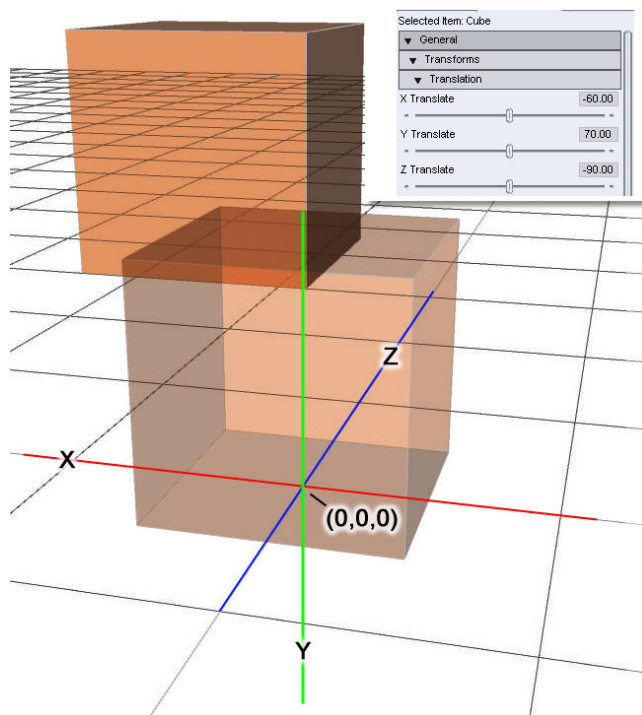 Selected Item: Cube
General
Transforms
Translation
X Translate -60.00
Y Translate 70.00
Z Translate -90.00
Z
X
(0,0,0)
Y